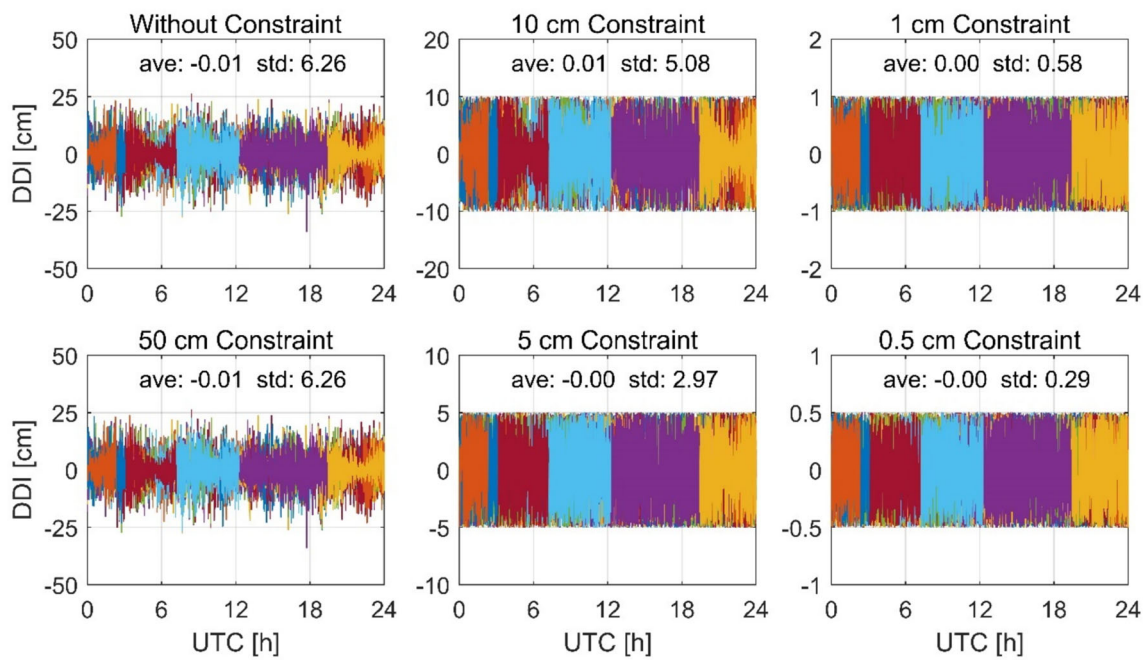 Without Constraint
50
ave: -0.01 std: 6.26
25
0
-25
-50
DDI [cm]
0 6 12 18 24
10 cm Constraint
20
ave: 0.01 std: 5.08
10
0
-10
-20
0 6 12 18 24
1 cm Constraint
2
ave: 0.00 std: 0.58
1
0
-1
-2
0 6 12 18 24
50 cm Constraint
50
ave: -0.01 std: 6.26
25
0
-25
-50
DDI [cm]
0 6 12 18 24
UTC [h]
5 cm Constraint
10
ave: -0.00 std: 2.97
5
0
-5
-10
0 6 12 18 24
UTC [h]
0.5 cm Constraint
1
ave: -0.00 std: 0.29
0.5
0
-0.5
-1
0 6 12 18 24
UTC [h]